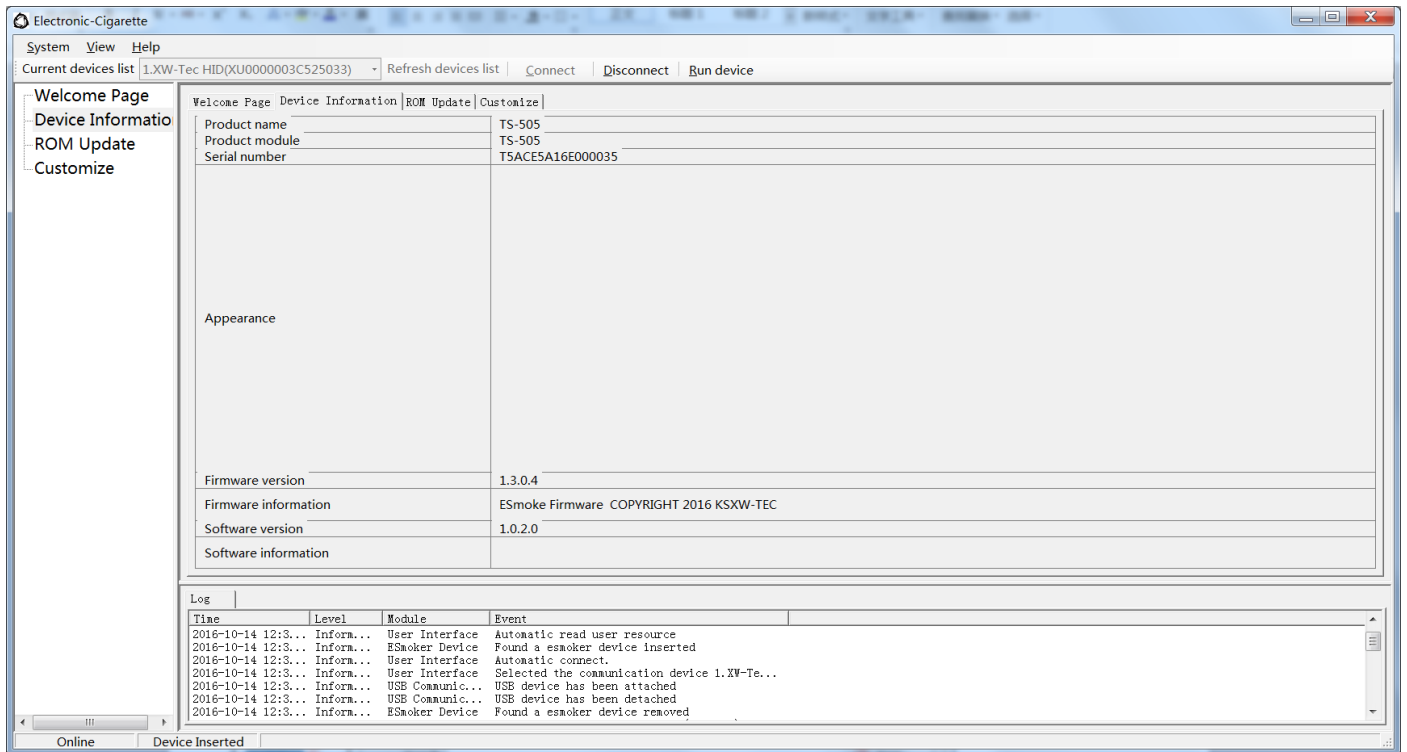 Electronic-Cigarette
System View Help
Current devices list 1.XW-Tec HID(XU0000003C525033) Refresh devices list Connect Disconnect Run device
Welcome Page
Device Informatio
ROM Update
Customize
Welcome Page Device Information ROM Update Customize
Product name TS-505
Product module TS-505
Serial number T5ACE5A16E000035
Appearance
Firmware version 1.3.0.4
Firmware information ESmoke Firmware COPYRIGHT 2016 KSXW-TEC
Software version 1.0.2.0
Software information
Log
Time Level Module Event
2016-10-14 12:3... Inform... User Interface Automatic read user resource
2016-10-14 12:3... Inform... ESmoker Device Found a esmoker device inserted
2016-10-14 12:3... Inform... User Interface Automatic connect.
2016-10-14 12:3... Inform... User Interface Selected the communication device 1.XW-Te...
2016-10-14 12:3... Inform... USB Communic... USB device has been attached
2016-10-14 12:3... Inform... USB Communic... USB device has been detached
2016-10-14 12:3... Inform... ESmoker Device Found a esmoker device removed
Online Device Inserted